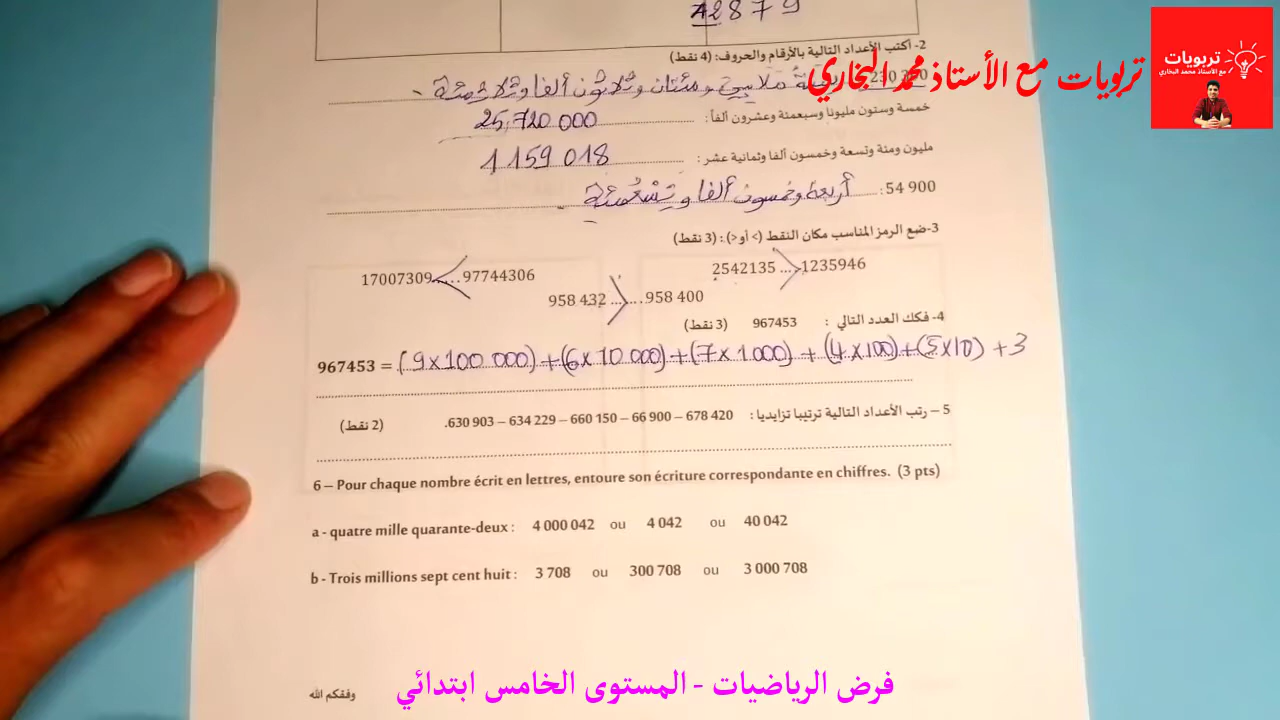 42879
2- أكتب الأعداد التالية بالأرقام والحروف: (4 نقط)
تربويات مع الأستاذ محمد البخاري
تربويات
مع الأستاذ محمد البخاري
ملايين ومئتان وثلاثون ألفا وثلاثمئة
خمسة وستون مليونا وسبعمئة وعشرون ألفا: 25,720 000
مليون ومئة وتسعة وخمسون ألفا وثمانية عشر: 1 159 018
54 900: أربعة وخمسون ألفا وتسعمئة
3-ضع الرمز المناسب مكان النقط (> أو <): (3 نقط)
2542135 ....> 1235946
17007309 <.... 97744306
958 432 ...>.... 958 400
4- فكك العدد التالي : 967453 (3 نقط)
967453 = (9x100 000) + (6x10 000) + (7x1000) + (4x100) + (5x10) + 3
5 – رتب الأعداد التالية ترتيبا تزايديا : 678 420 – 66 900 – 660 150 – 634 229 – 630 903. (2 نقط)
6 – Pour chaque nombre écrit en lettres, entoure son écriture correspondante en chiffres. (3 pts)
a - quatre mille quarante-deux : 4 000 042 ou 4 042 ou 40 042
b - Trois millions sept cent huit : 3 708 ou 300 708 ou 3 000 708
فرض الرياضيات - المستوى الخامس ابتدائي
وفقكم الله